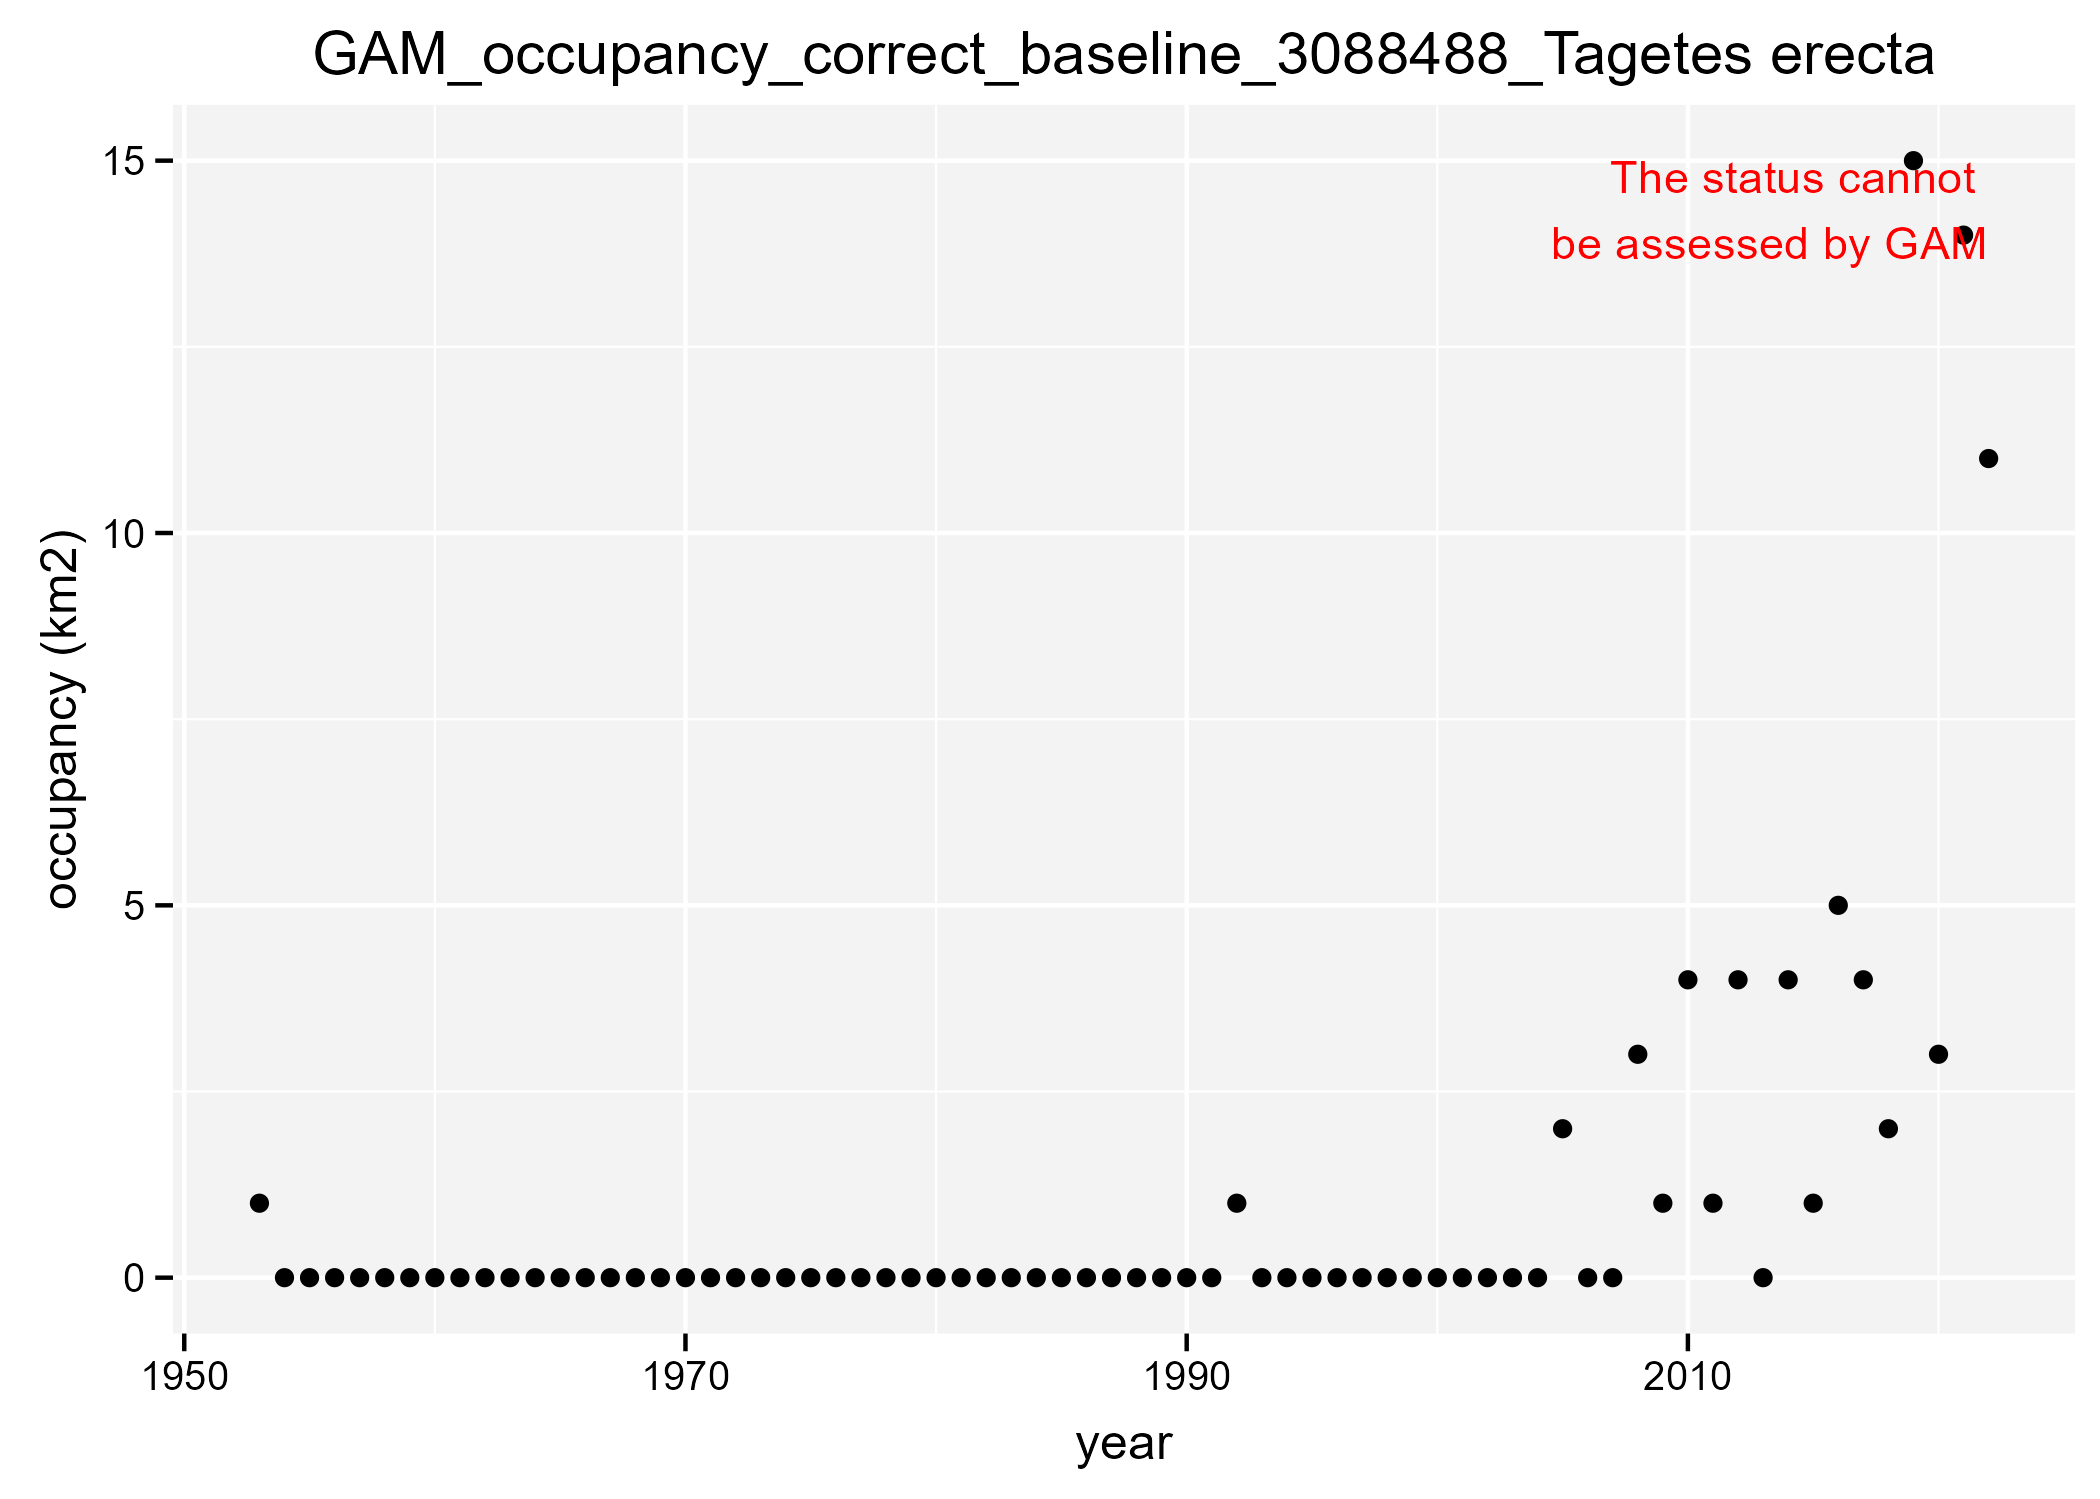 GAM_occupancy_correct_baseline_3088488_Tagetes erecta
15
The status cannot
be assessed by GAM
10
occupancy (km2)
5
0
1950 1970 1990 2010
year